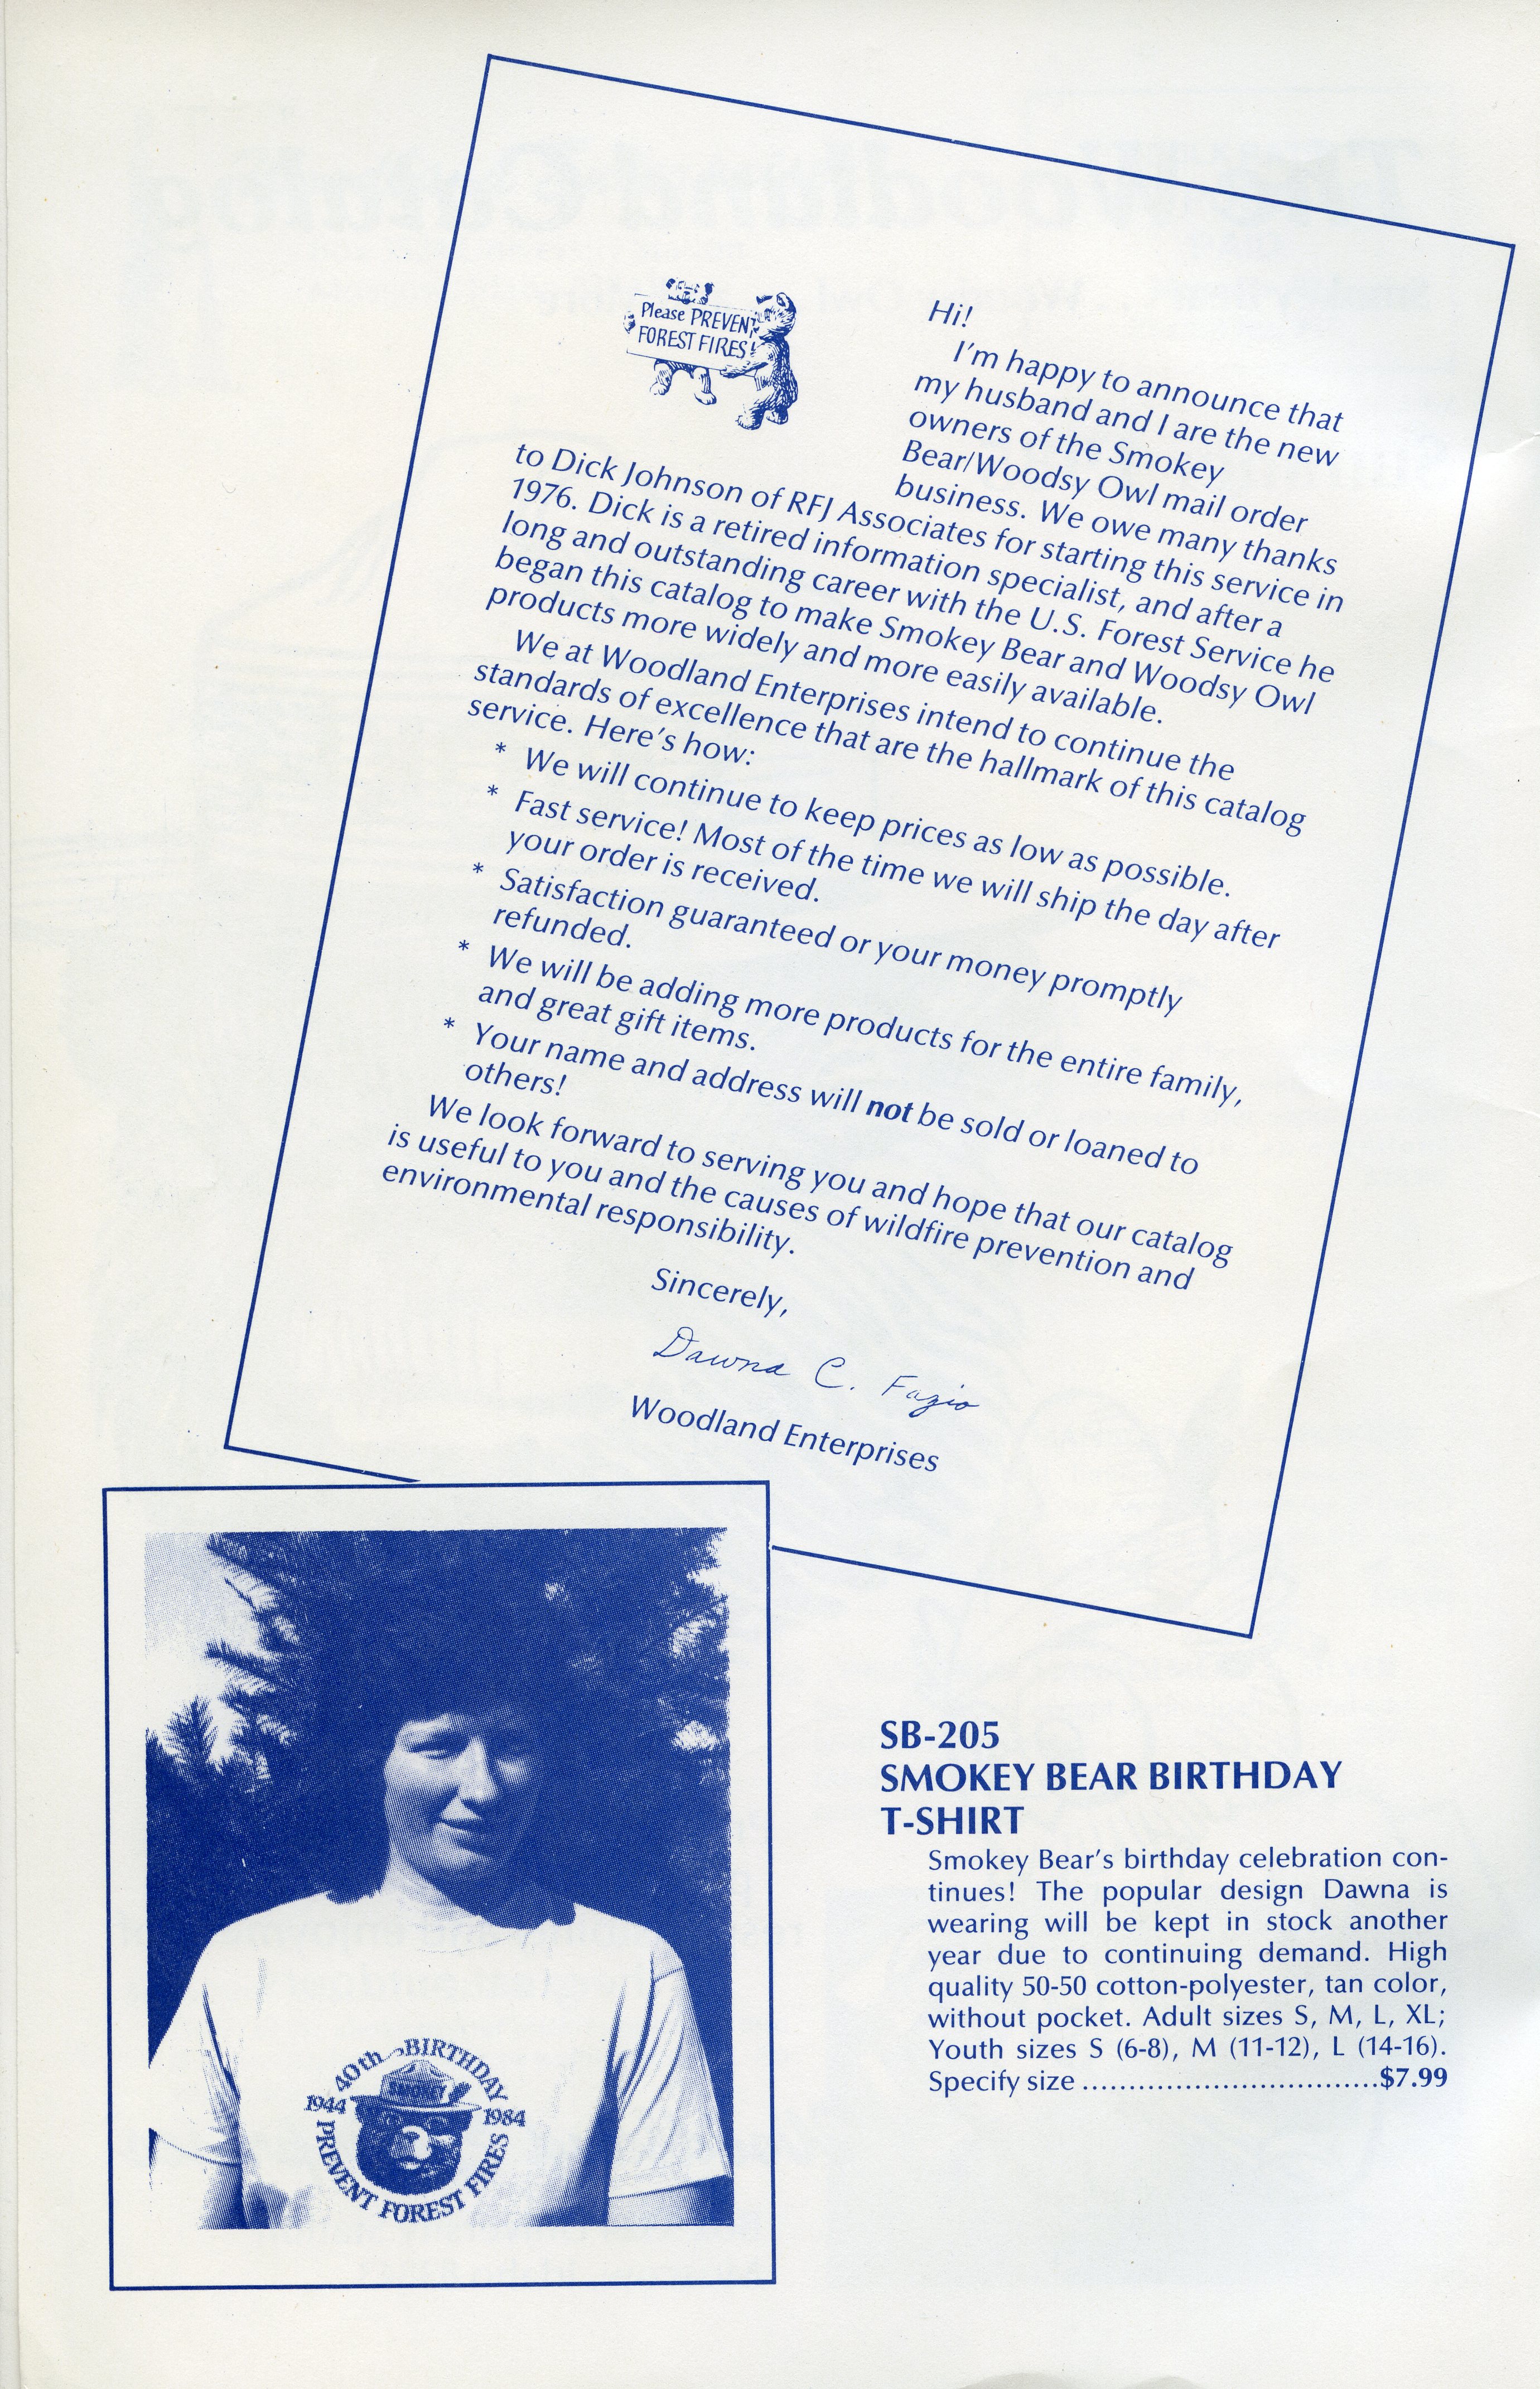 Please PREVENT
FOREST FIRES!
Hi!
I'm happy to announce that
my husband and I are the new
owners of the Smokey
Bear/Woodsy Owl mail order
business. We owe many thanks
to Dick Johnson of RFJ Associates for starting this service in
1976. Dick is a retired information specialist, and after a
long and outstanding career with the U.S. Forest Service he
began this catalog to make Smokey Bear and Woodsy Owl
products more widely and more easily available.
We at Woodland Enterprises intend to continue the
standards of excellence that are the hallmark of this catalog
service. Here's how:
* We will continue to keep prices as low as possible.
* Fast service! Most of the time we will ship the day after
your order is received.
* Satisfaction guaranteed or your money promptly
refunded.
* We will be adding more products for the entire family,
and great gift items.
* Your name and address will not be sold or loaned to
others!
We look forward to serving you and hope that our catalog
is useful to you and the causes of wildfire prevention and
environmental responsibility.
Sincerely,
Dawna C. Fazio
Woodland Enterprises
40th BIRTHDAY
SMOKEY
1944 1984
PREVENT FOREST FIRES
SB-205
SMOKEY BEAR BIRTHDAY
T-SHIRT
Smokey Bear's birthday celebration con-
tinues! The popular design Dawna is
wearing will be kept in stock another
year due to continuing demand. High
quality 50-50 cotton-polyester, tan color,
without pocket. Adult sizes S, M, L, XL;
Youth sizes S (6-8), M (11-12), L (14-16).
Specify size ................................$7.99